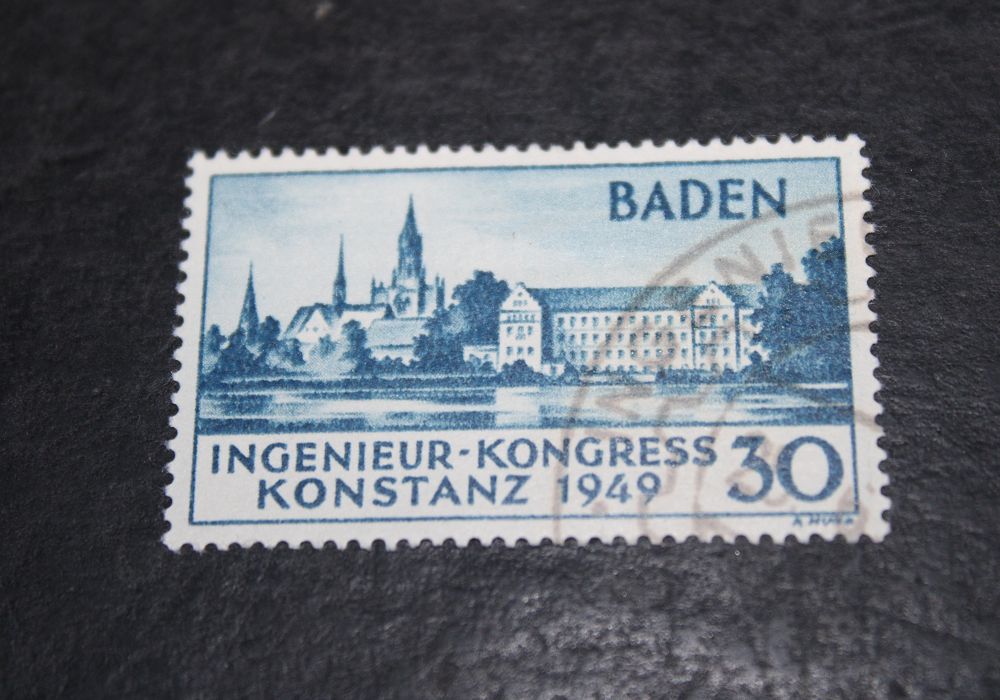 BADEN
INGENIEUR-KONGRESS
KONSTANZ 1949
30